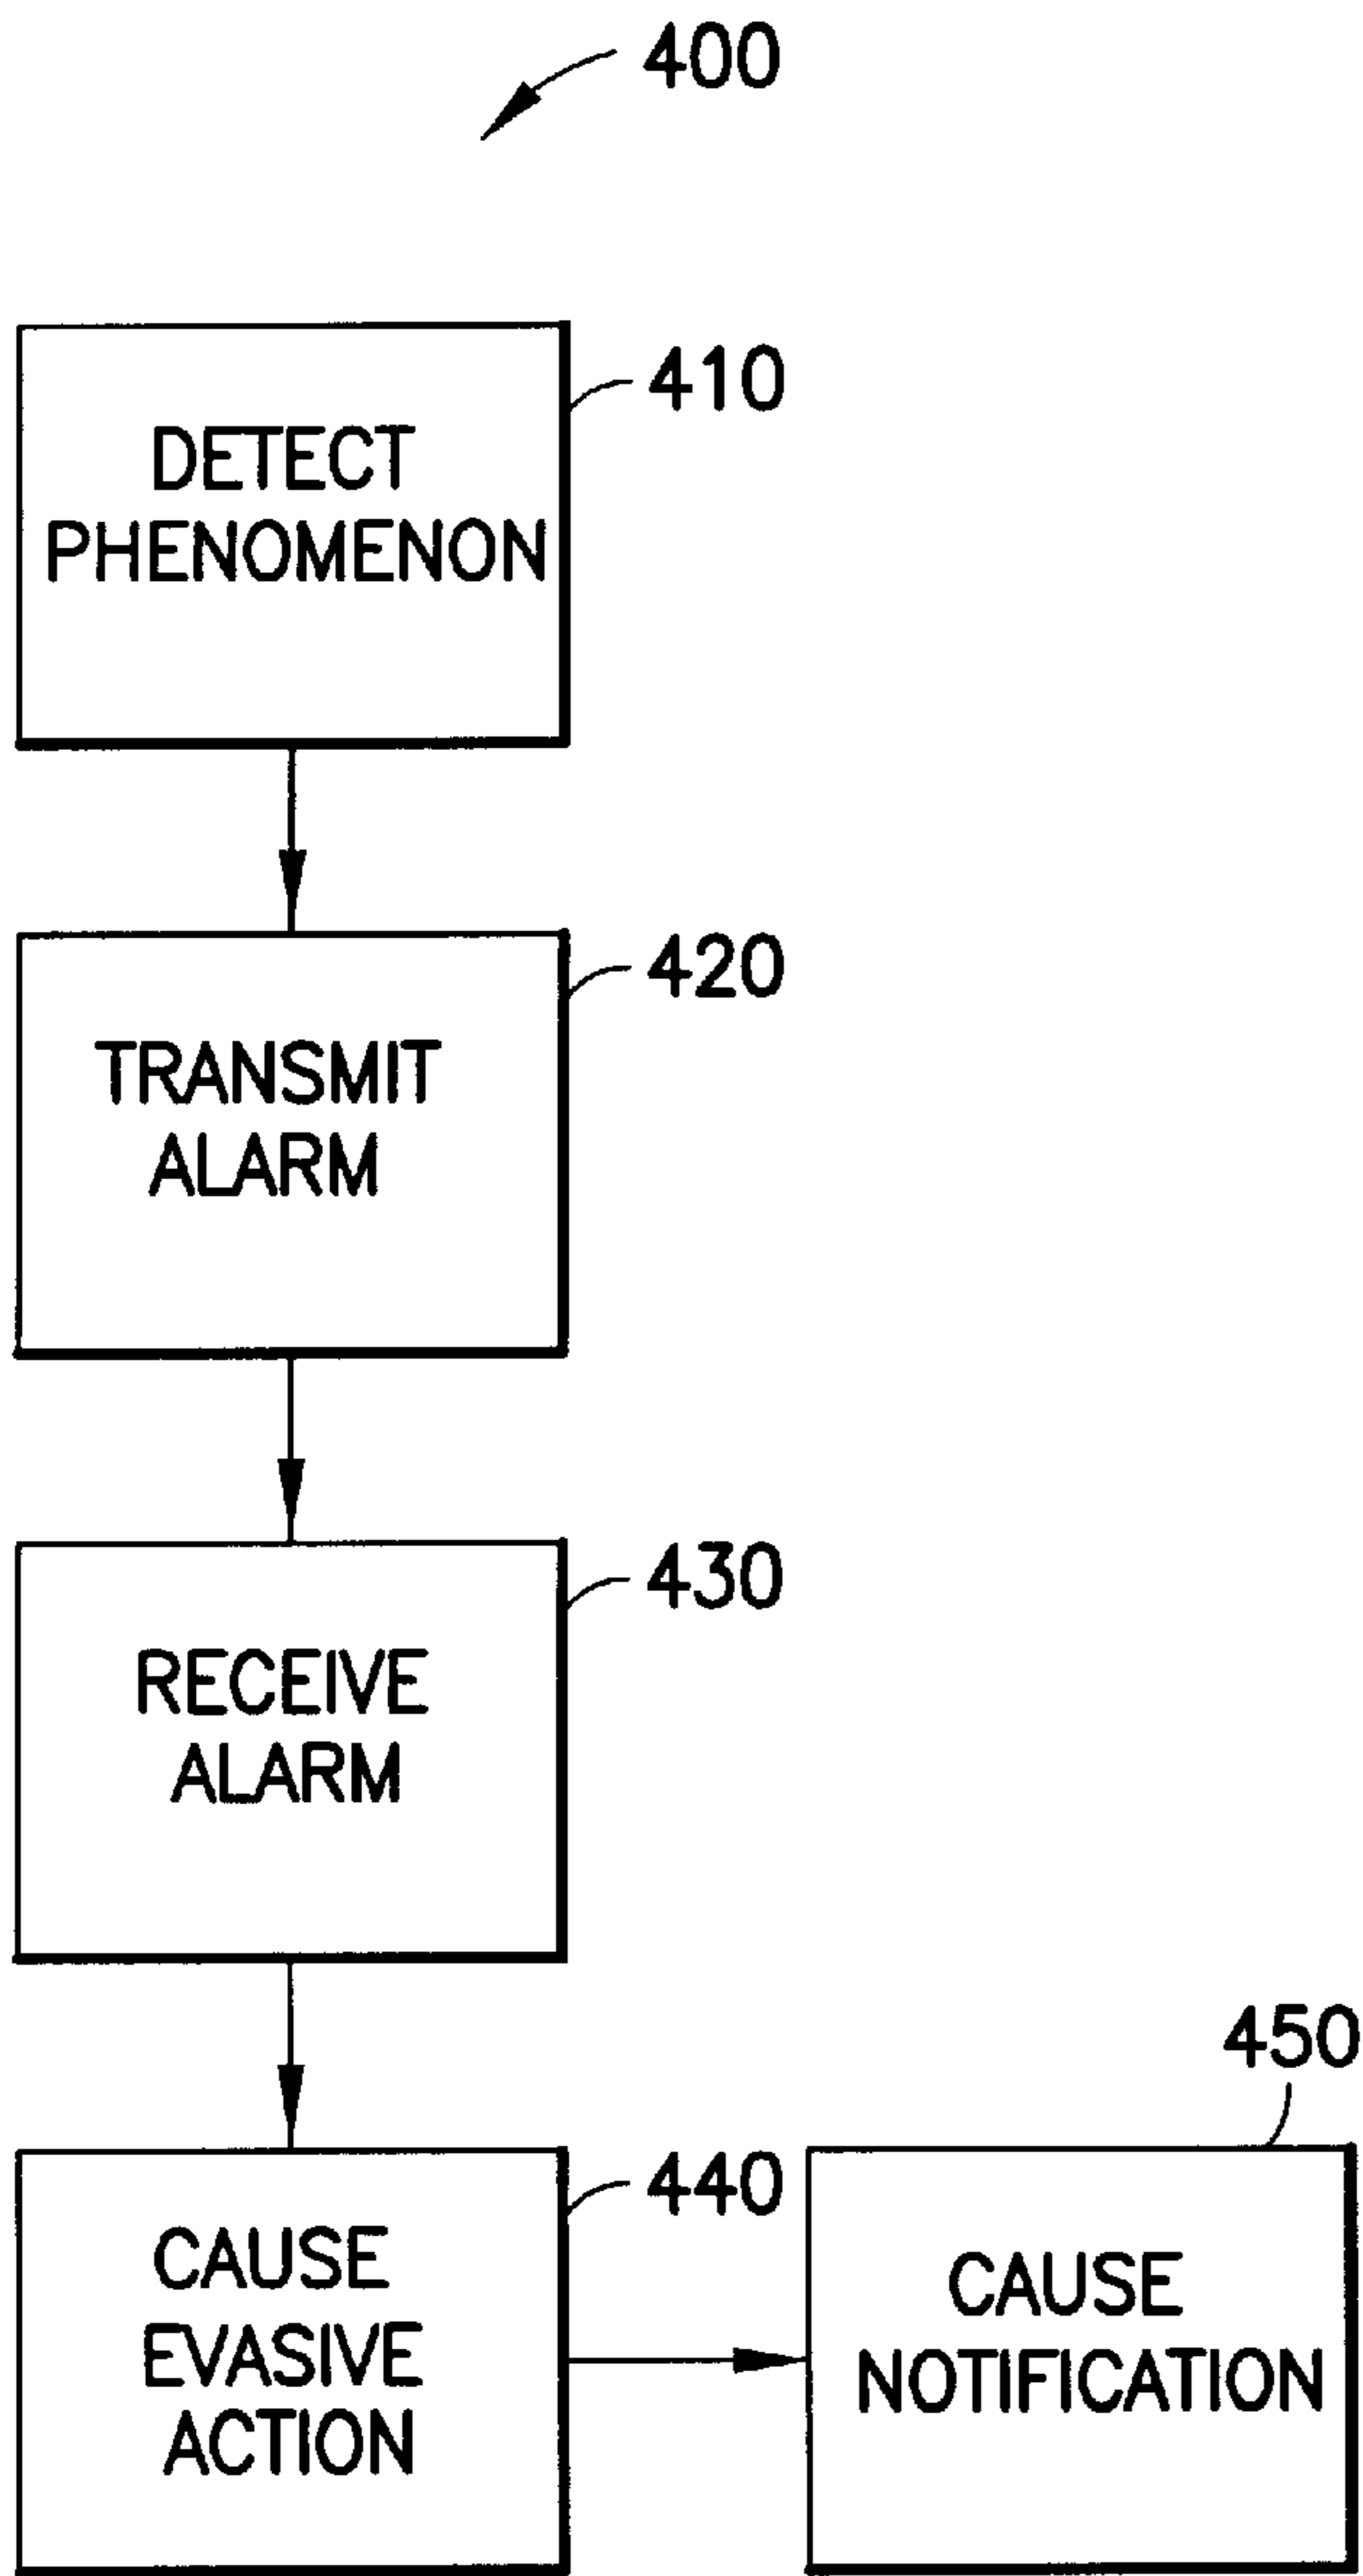 400
410
DETECT
PHENOMENON
420
TRANSMIT
ALARM
430
RECEIVE
ALARM
440
CAUSE
EVASIVE
ACTION
450
CAUSE
NOTIFICATION